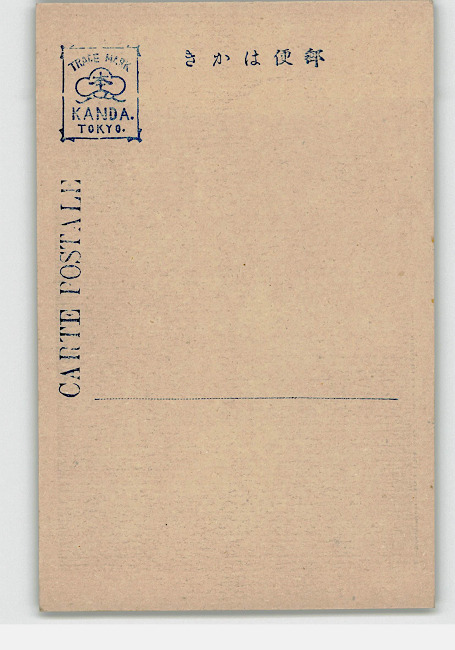 TRADE MARK
KANDA.
TOKYO.
きかは便郵
CARTE POSTALE